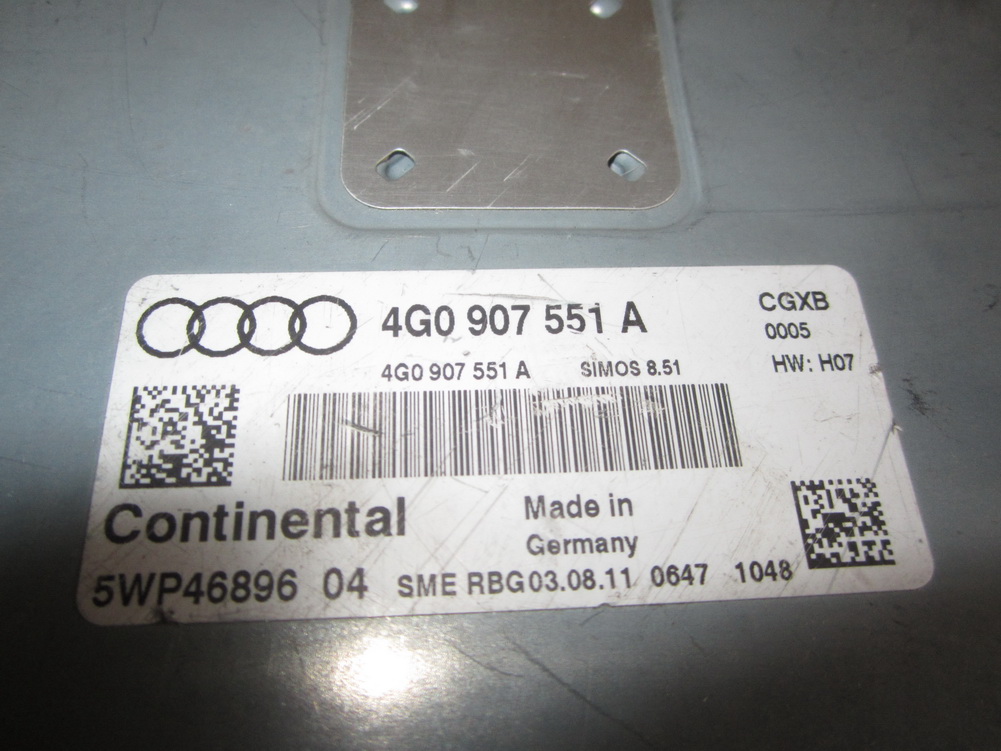 4G0 907 551 A
CGXB
0005
4G0 907 551 A SIMOS 8.51
HW: H07
Continental
Made in
Germany
5WP46896 04 SME RBG03.08.11 0647 1048